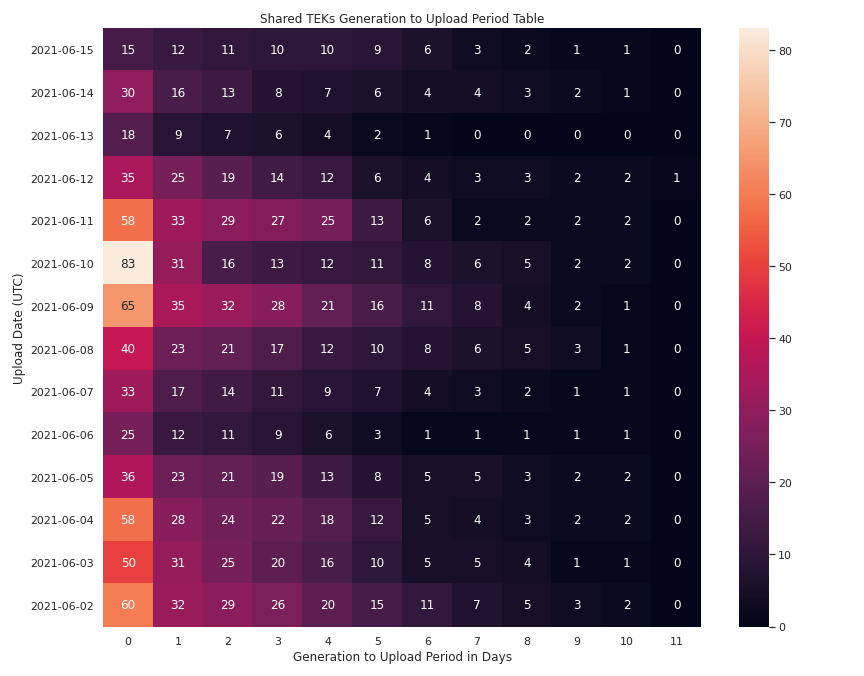 Shared TEKs Generation to Upload Period Table
Upload Date (UTC)
2021-06-15 15 12 11 10 10 9 6 3 2 1 1 0
2021-06-14 30 16 13 8 7 6 4 4 3 2 1 0
2021-06-13 18 9 7 6 4 2 1 0 0 0 0 0
2021-06-12 35 25 19 14 12 6 4 3 3 2 2 1
2021-06-11 58 33 29 27 25 13 6 2 2 2 2 0
2021-06-10 83 31 16 13 12 11 8 6 5 2 2 0
2021-06-09 65 35 32 28 21 16 11 8 4 2 1 0
2021-06-08 40 23 21 17 12 10 8 6 5 3 1 0
2021-06-07 33 17 14 11 9 7 4 3 2 1 1 0
2021-06-06 25 12 11 9 6 3 1 1 1 1 1 0
2021-06-05 36 23 21 19 13 8 5 5 3 2 2 0
2021-06-04 58 28 24 22 18 12 5 4 3 2 2 0
2021-06-03 50 31 25 20 16 10 5 5 4 1 1 0
2021-06-02 60 32 29 26 20 15 11 7 5 3 2 0
0 1 2 3 4 5 6 7 8 9 10 11
Generation to Upload Period in Days
80
70
60
50
40
30
20
10
0